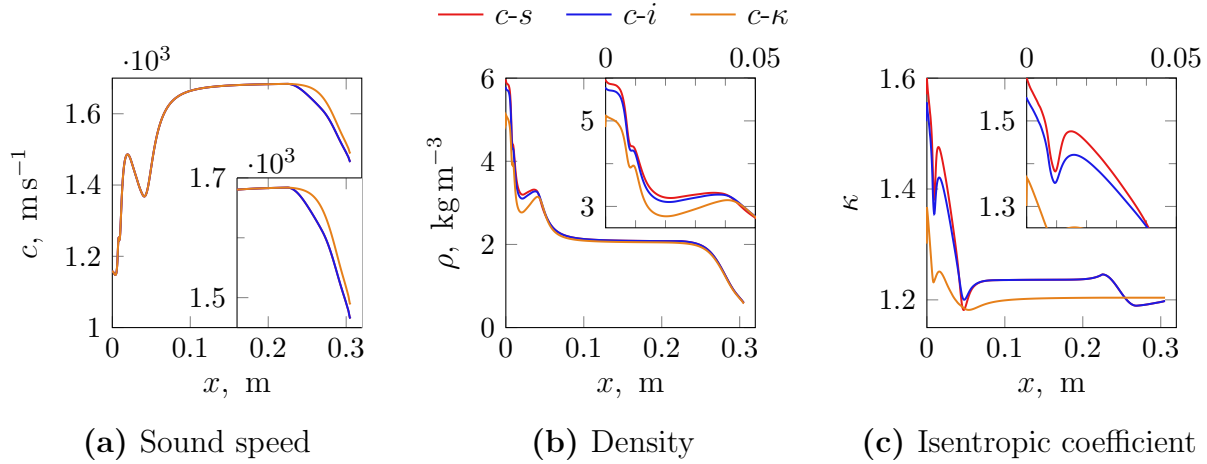 c-s c-i c-κ
·10³
1
1.2
1.4
1.6
0 0.1 0.2 0.3
c, m s⁻¹
x, m
·10³
1.5
1.7
(a) Sound speed
0
2
4
6
0 0.1 0.2 0.3
ρ, kg m⁻³
x, m
0 0.05
3
5
(b) Density
1.2
1.4
1.6
0 0.1 0.2 0.3
κ
x, m
0 0.05
1.3
1.5
(c) Isentropic coefficient